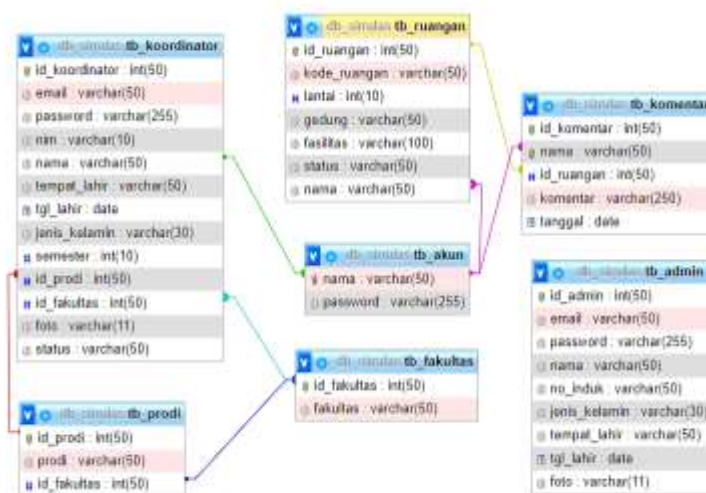 db_simulas tb_koordinator
id_koordinator : int(50)
email : varchar(50)
password : varchar(255)
nim : varchar(10)
nama : varchar(50)
tempat_lahir : varchar(50)
tgl_lahir : date
jenis_kelamin : varchar(30)
semester : int(10)
id_prodi : int(50)
id_fakultas : int(50)
foto : varchar(11)
status : varchar(50)
tb_prodi
id_prodi : int(50)
prodi : varchar(50)
id_fakultas : int(50)
db_simulas tb_ruangan
id_ruangan : int(50)
kode_ruangan : varchar(50)
lantai : int(10)
gedung : varchar(50)
fasilitas : varchar(100)
status : varchar(50)
nama : varchar(50)
db_simulas tb_akun
nama : varchar(50)
password : varchar(255)
tb_fakultas
id_fakultas : int(50)
fakultas : varchar(50)
tb_komentar
id_komentar : int(50)
nama : varchar(50)
id_ruangan : int(50)
komentar : varchar(250)
tanggal : date
tb_admin
id_admin : int(50)
email : varchar(50)
password : varchar(255)
nama : varchar(50)
no_induk : varchar(50)
jenis_kelamin : varchar(30)
tempat_lahir : varchar(50)
tgl_lahir : date
foto : varchar(11)